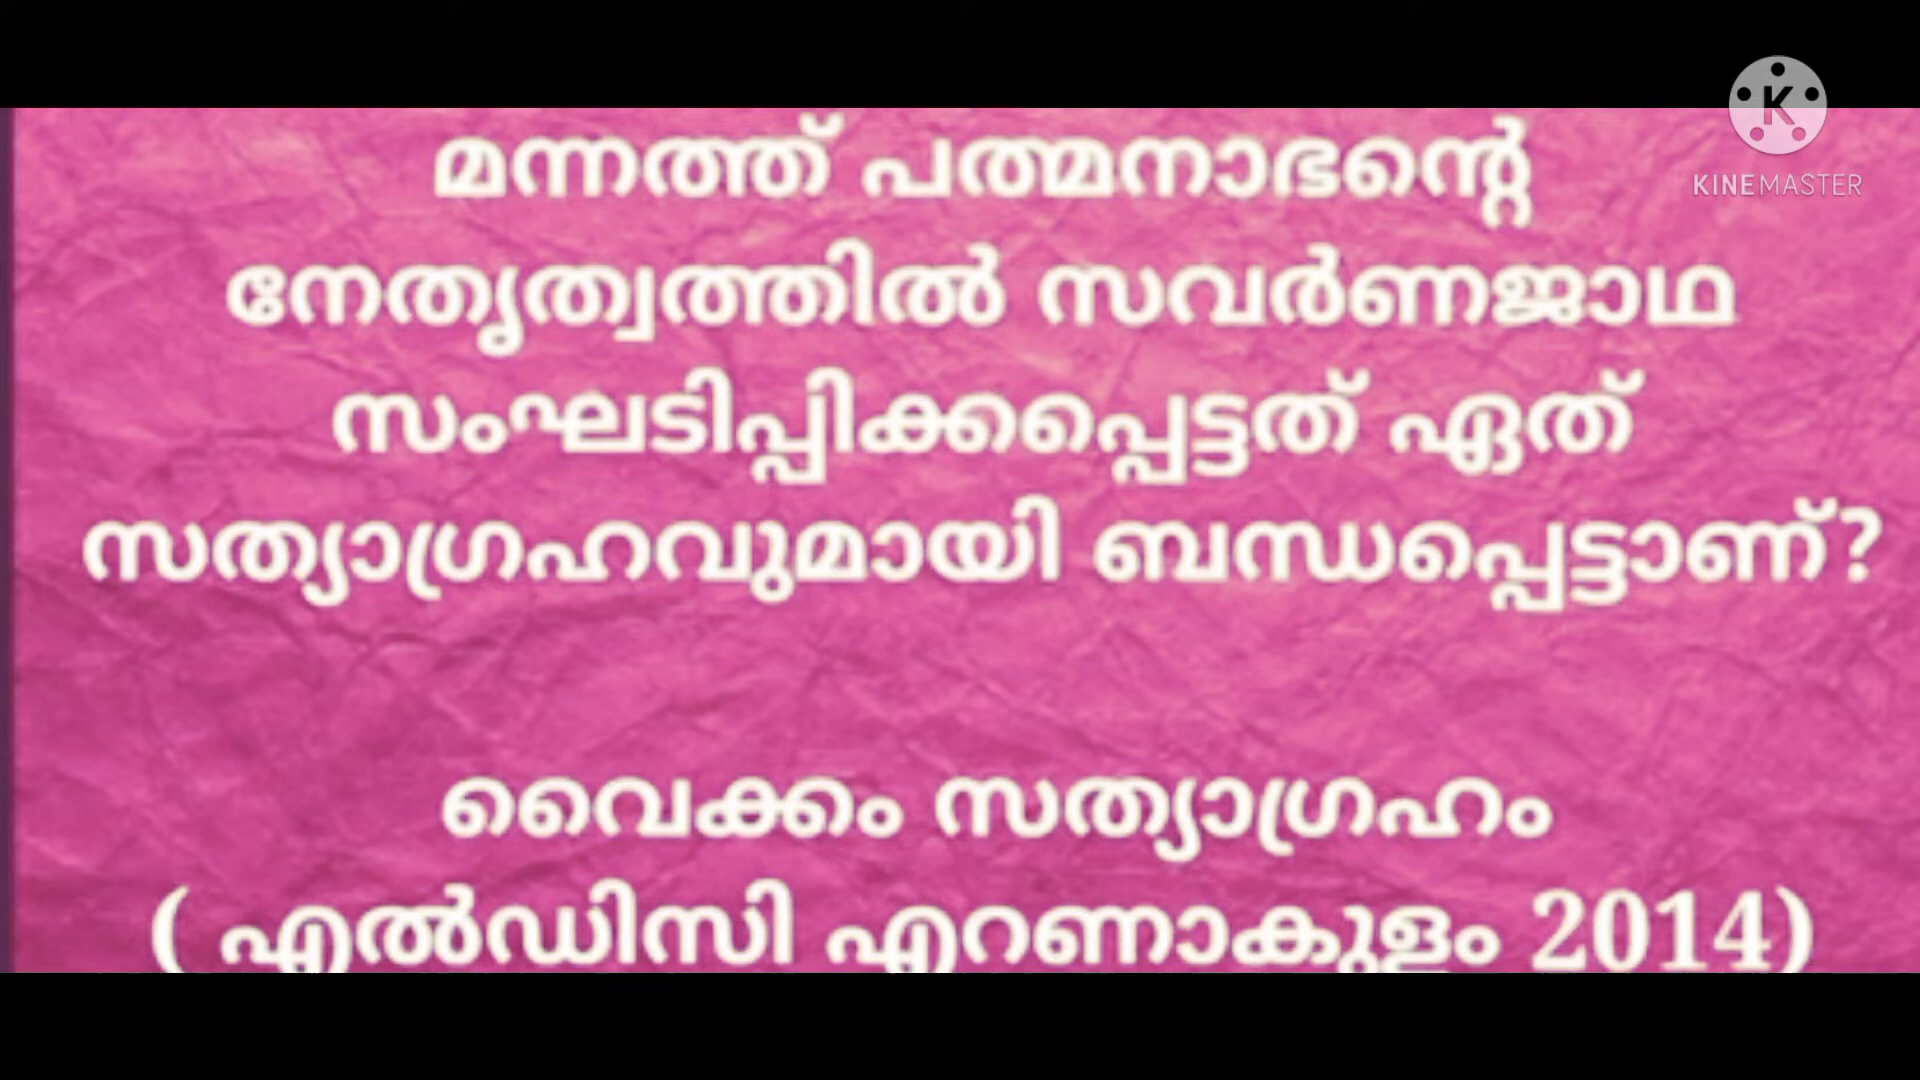 മന്നത്ത് പത്മനാഭന്റെ
നേതൃത്വത്തിൽ സവർണജാഥ
സംഘടിപ്പിക്കപ്പെട്ടത് ഏത്
സത്യാഗ്രഹവുമായി ബന്ധപ്പെട്ടാണ്?
വൈക്കം സത്യാഗ്രഹം
( എൽഡിസി എറണാകുളം 2014)
K
KINEMASTER